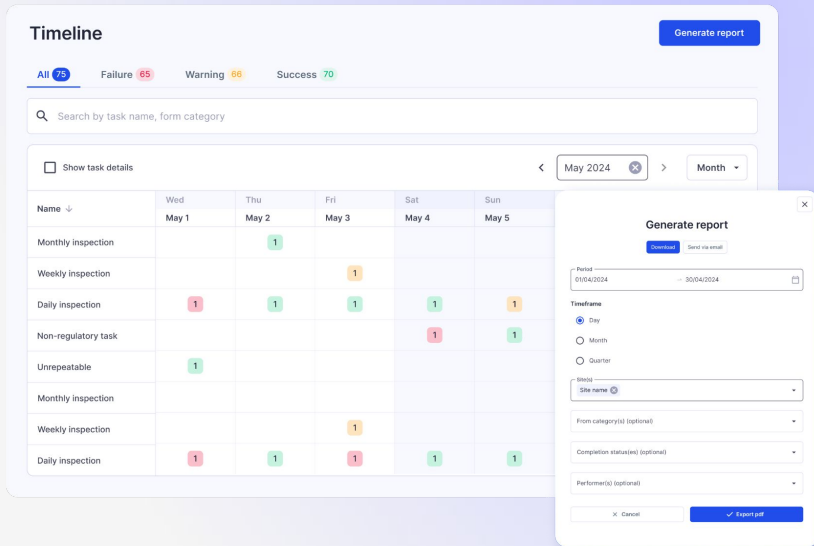 Timeline
Generate report
All 75 Failure 65 Warning 66 Success 70
Search by task name, form category
Show task details
May 2024
Month
Name
Wed Thu Fri Sat Sun
May 1 May 2 May 3 May 4 May 5
Monthly inspection 1
Weekly inspection 1
Daily inspection 1 1 1 1 1
Non-regulatory task 1 1
Unrepeatable 1
Monthly inspection
Weekly inspection 1
Daily inspection 1 1 1 1 1
Generate report
Download Send via email
Period
01/04/2024 → 30/04/2024
Timeframe
Day
Month
Quarter
Site(s)
Site name
From category(s) (optional)
Completion status(es) (optional)
Performer(s) (optional)
Cancel Export pdf